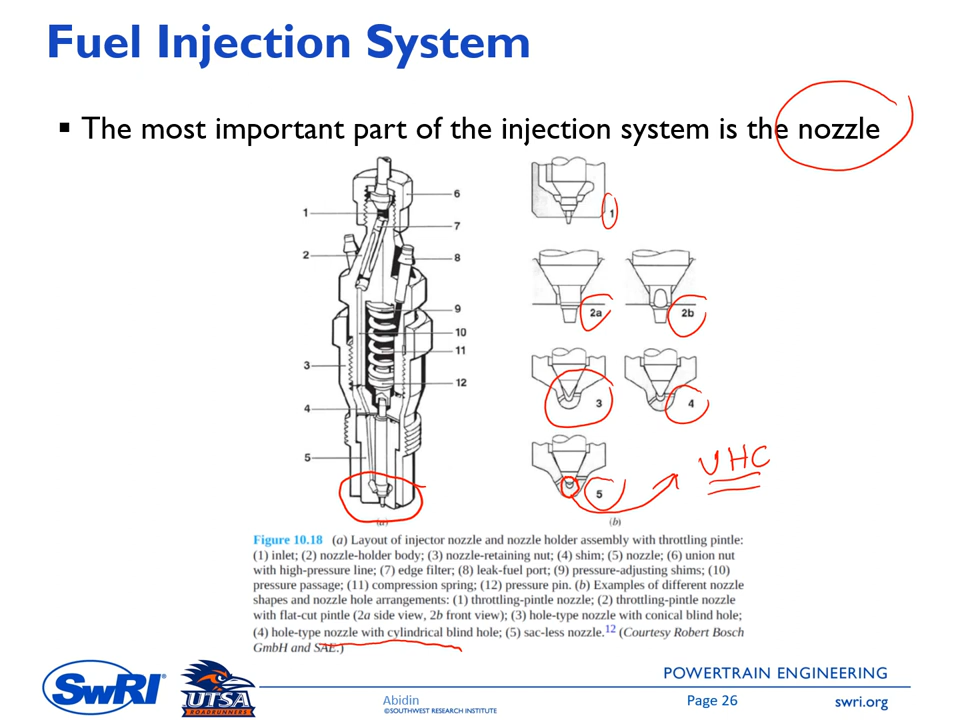 Fuel Injection System
▪ The most important part of the injection system is the nozzle
1
2
3
4
5
6
7
8
9
10
11
12
(a)
1
2a
2b
3
4
5
UHC
(b)
Figure 10.18 (a) Layout of injector nozzle and nozzle holder assembly with throttling pintle:
(1) inlet; (2) nozzle-holder body; (3) nozzle-retaining nut; (4) shim; (5) nozzle; (6) union nut
with high-pressure line; (7) edge filter; (8) leak-fuel port; (9) pressure-adjusting shims; (10)
pressure passage; (11) compression spring; (12) pressure pin. (b) Examples of different nozzle
shapes and nozzle hole arrangements: (1) throttling-pintle nozzle; (2) throttling-pintle nozzle
with flat-cut pintle (2a side view, 2b front view); (3) hole-type nozzle with conical blind hole;
(4) hole-type nozzle with cylindrical blind hole; (5) sac-less nozzle.12 (Courtesy Robert Bosch
GmbH and SAE.)
SwRI
UTSA
ROADRUNNERS
POWERTRAIN ENGINEERING
Abidin
©SOUTHWEST RESEARCH INSTITUTE
Page 26
swri.org